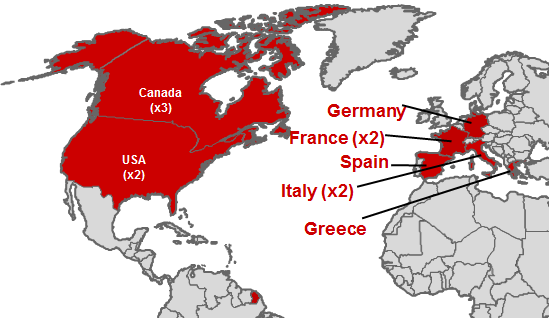 Canada
(x3)
USA
(x2)
Germany
France (x2)
Spain
Italy (x2)
Greece